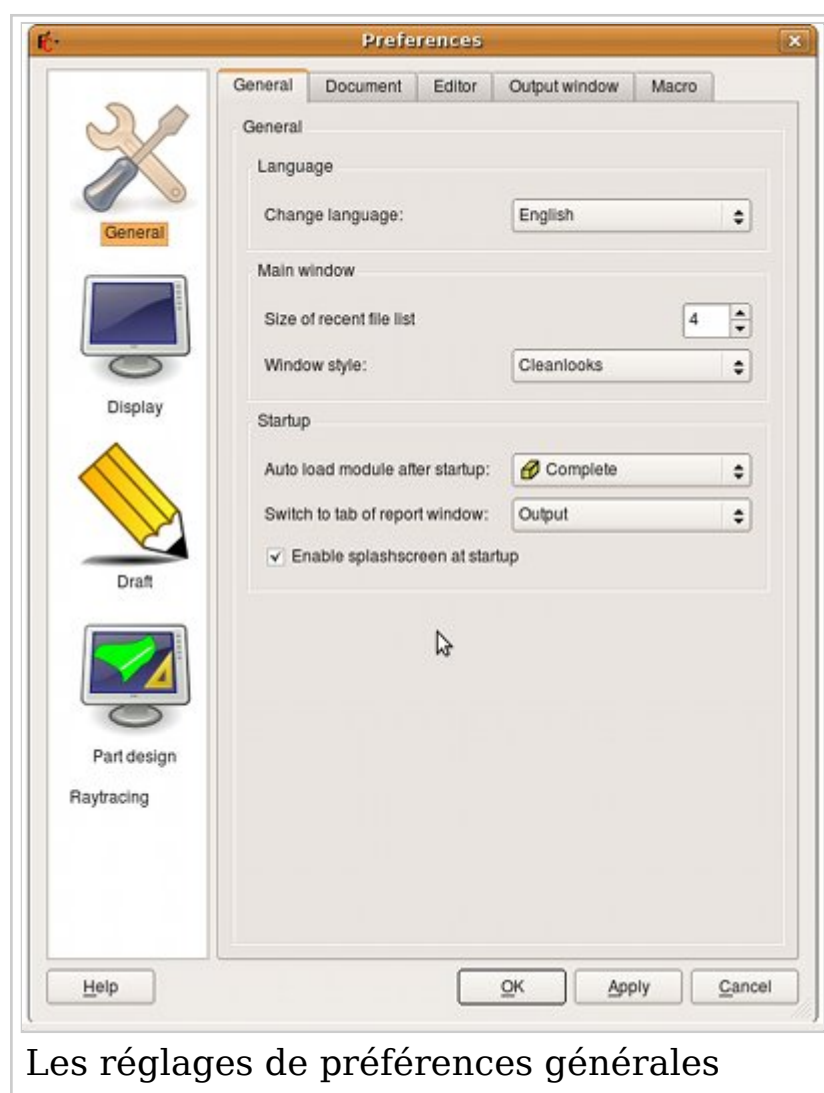 Preferences
General Document Editor Output window Macro
General
Language
Change language: English
Main window
Size of recent file list 4
Window style: Cleanlooks
Startup
Auto load module after startup: Complete
Switch to tab of report window: Output
Enable splashscreen at startup
General
Display
Draft
Part design
Raytracing
Help OK Apply Cancel
Les réglages de préférences générales